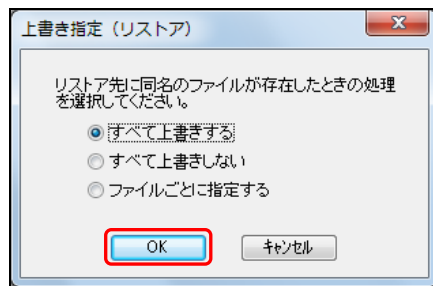 上書き指定（リストア）
リストア先に同名のファイルが存在したときの処理
を選択してください。
すべて上書きする
すべて上書きしない
ファイルごとに指定する
OK
キャンセル